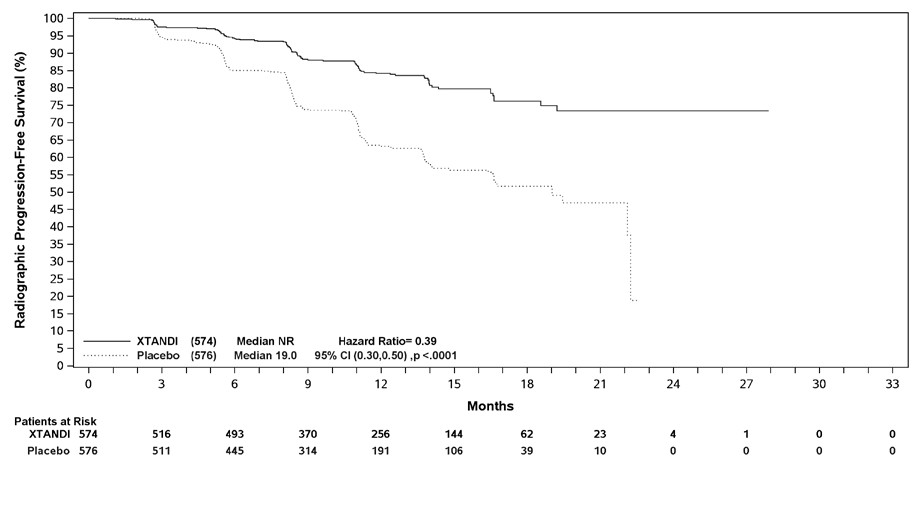 Radiographic Progression-Free Survival (%)
100
95
90
85
80
75
70
65
60
55
50
45
40
35
30
25
20
15
10
5
0
XTANDI (574) Median NR Hazard Ratio= 0.39
Placebo (576) Median 19.0 95% CI (0.30,0.50) ,p <.0001
0 3 6 9 12 15 18 21 24 27 30 33
Months
Patients at Risk
XTANDI 574 516 493 370 256 144 62 23 4 1 0 0
Placebo 576 511 445 314 191 106 39 10 0 0 0 0